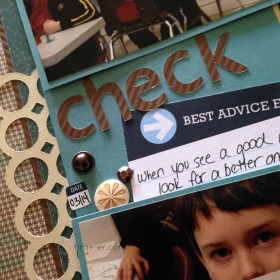 check
BEST ADVICE E
When you see a good
look for a better on
DATE
03/14